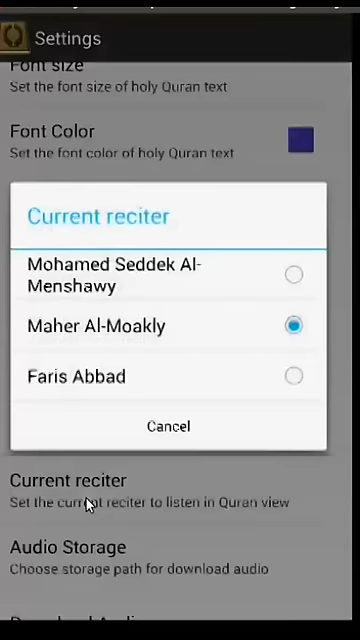 Settings
Font size
Set the font size of holy Quran text
Font Color
Set the font color of holy Quran text
Current reciter
Mohamed Seddek Al-
Menshawy
Maher Al-Moakly
Faris Abbad
Cancel
Current reciter
Set the current reciter to listen in Quran view
Audio Storage
Choose storage path for download audio